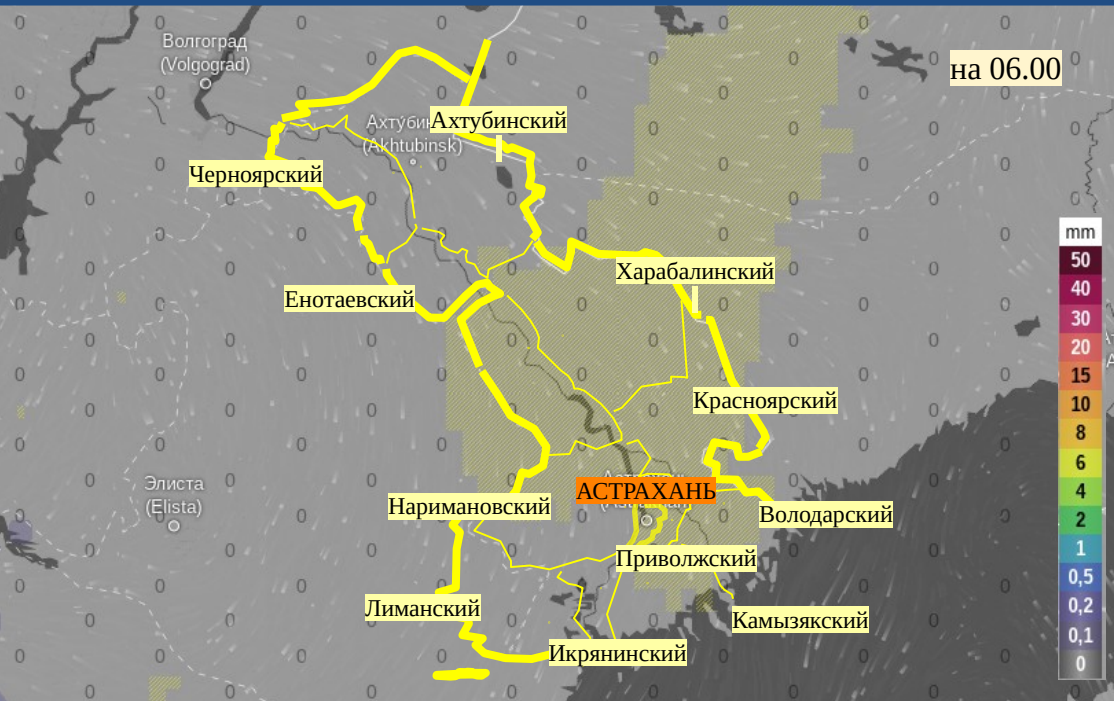 Волгоград
(Volgograd)
на 06.00
Ахтубинский
(Akhtubinsk)
Черноярский
mm
50
Харабалинский
40
Енотаевский
30
20
15
Красноярский
10
8
6
Элиста
(Elista)
АСТРАХАНЬ
4
Наримановский
Володарский
2
1
Приволжский
0,5
Лиманский
0,2
Камызякский
0,1
Икрянинский
0